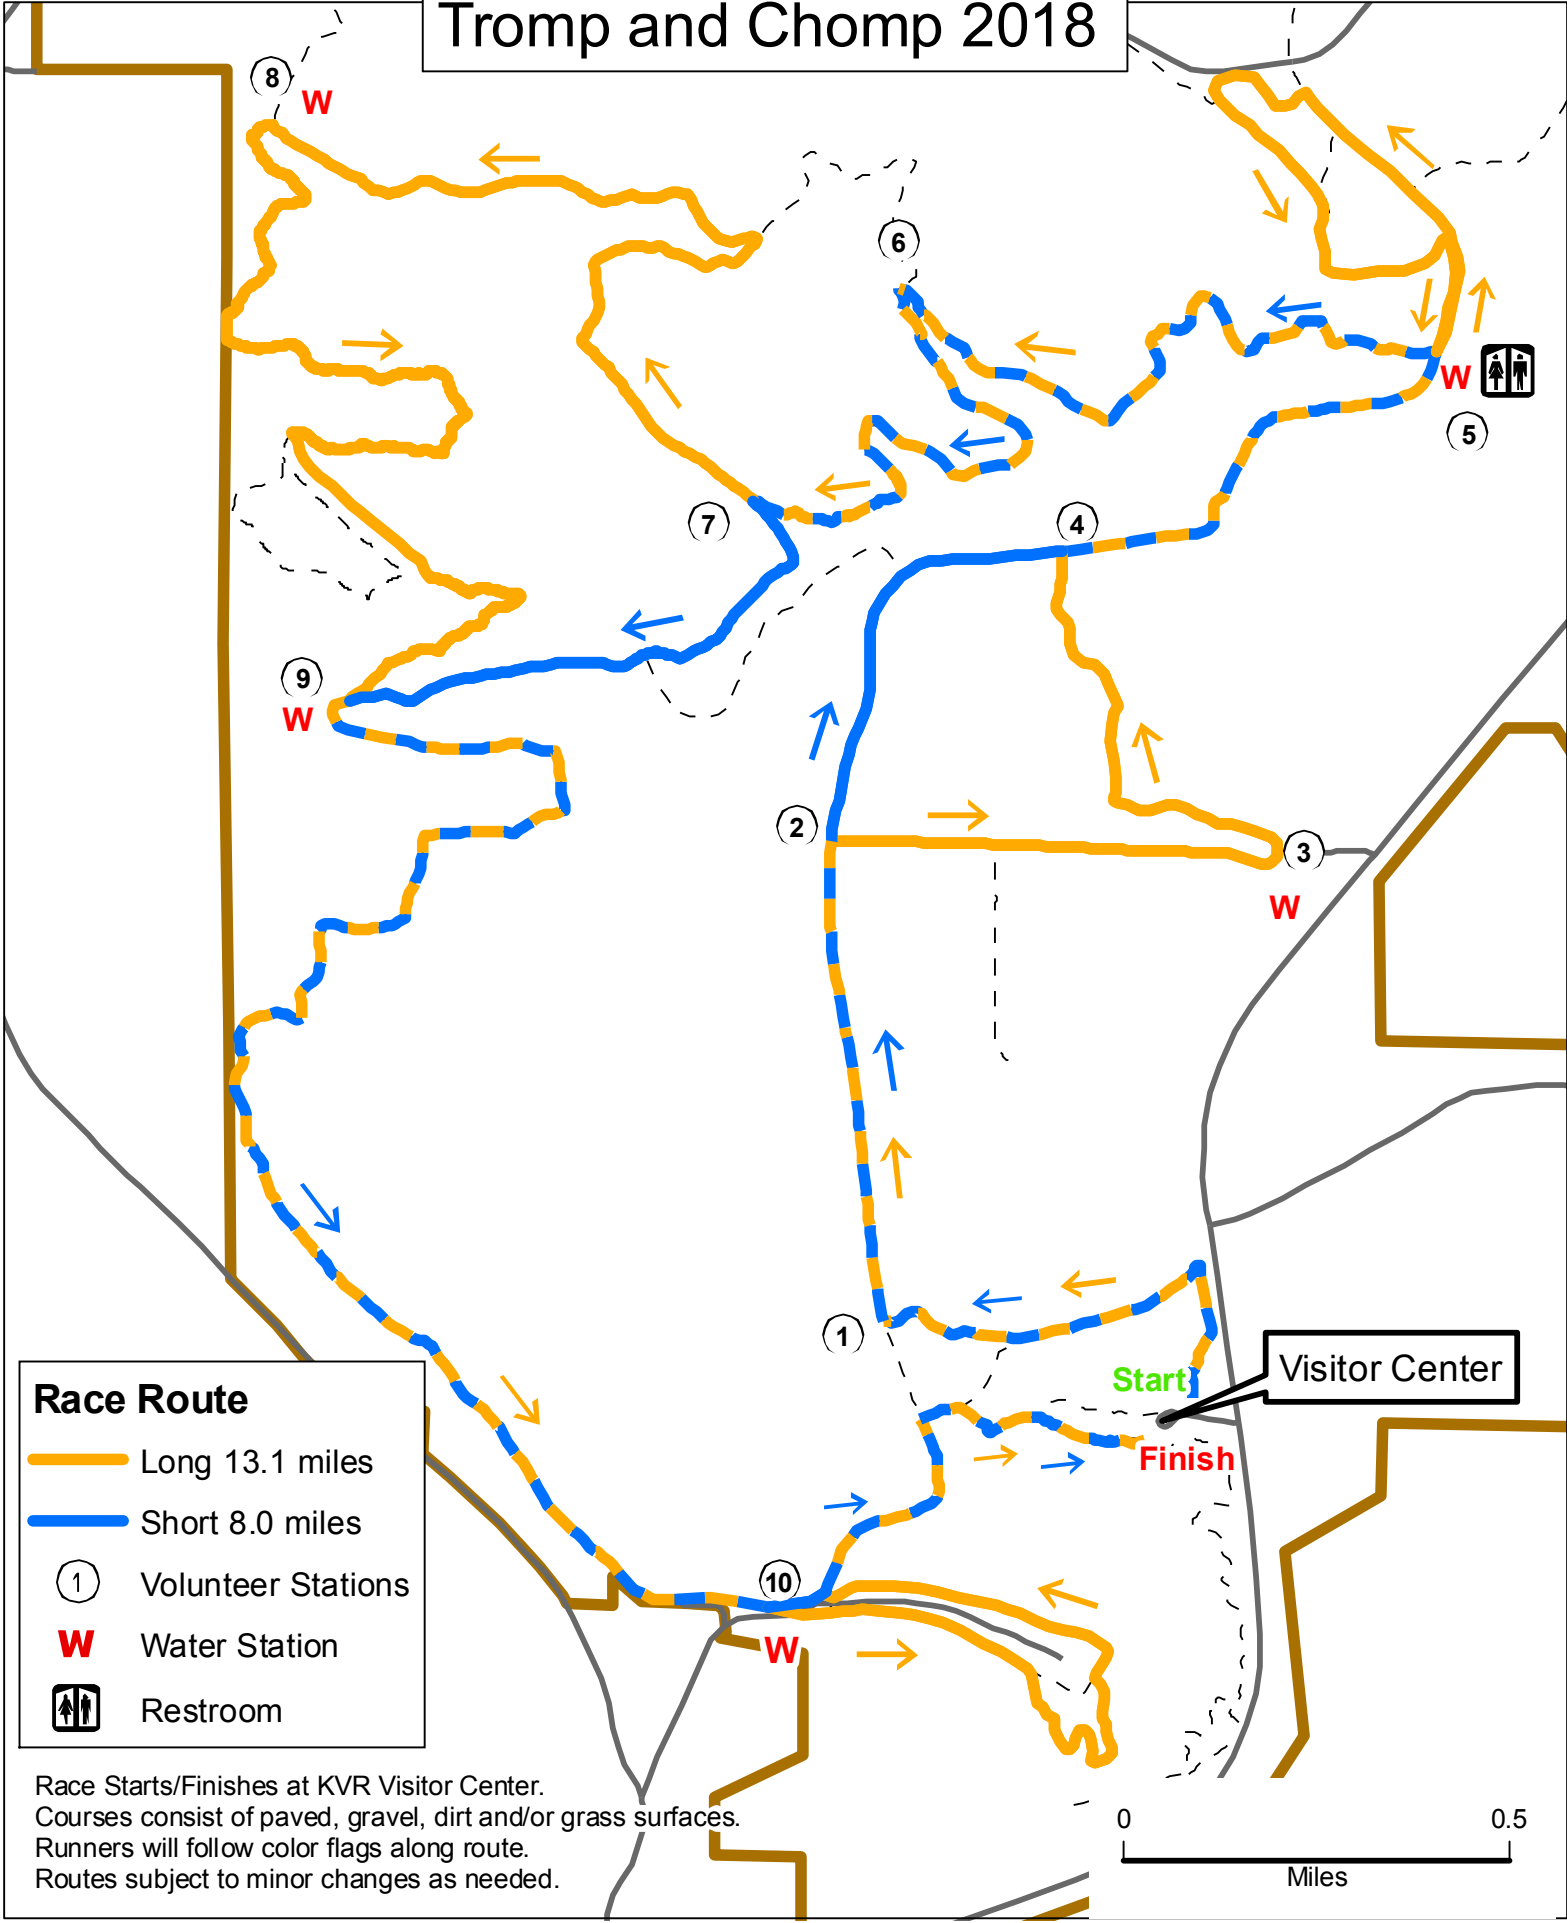 Tromp and Chomp 2018
8
W
6
W
5
7
4
9
W
2
3
W
1
Start
Visitor Center
Finish
10
W
Race Route
Long 13.1 miles
Short 8.0 miles
1 Volunteer Stations
W Water Station
Restroom
Race Starts/Finishes at KVR Visitor Center.
Courses consist of paved, gravel, dirt and/or grass surfaces.
Runners will follow color flags along route.
Routes subject to minor changes as needed.
0 0.5
Miles